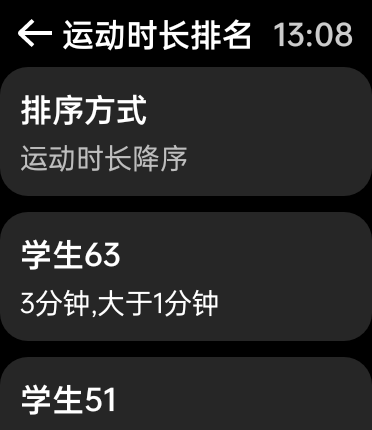 运动时长排名 13:08
排序方式
运动时长降序
学生63
3分钟,大于1分钟
学生51